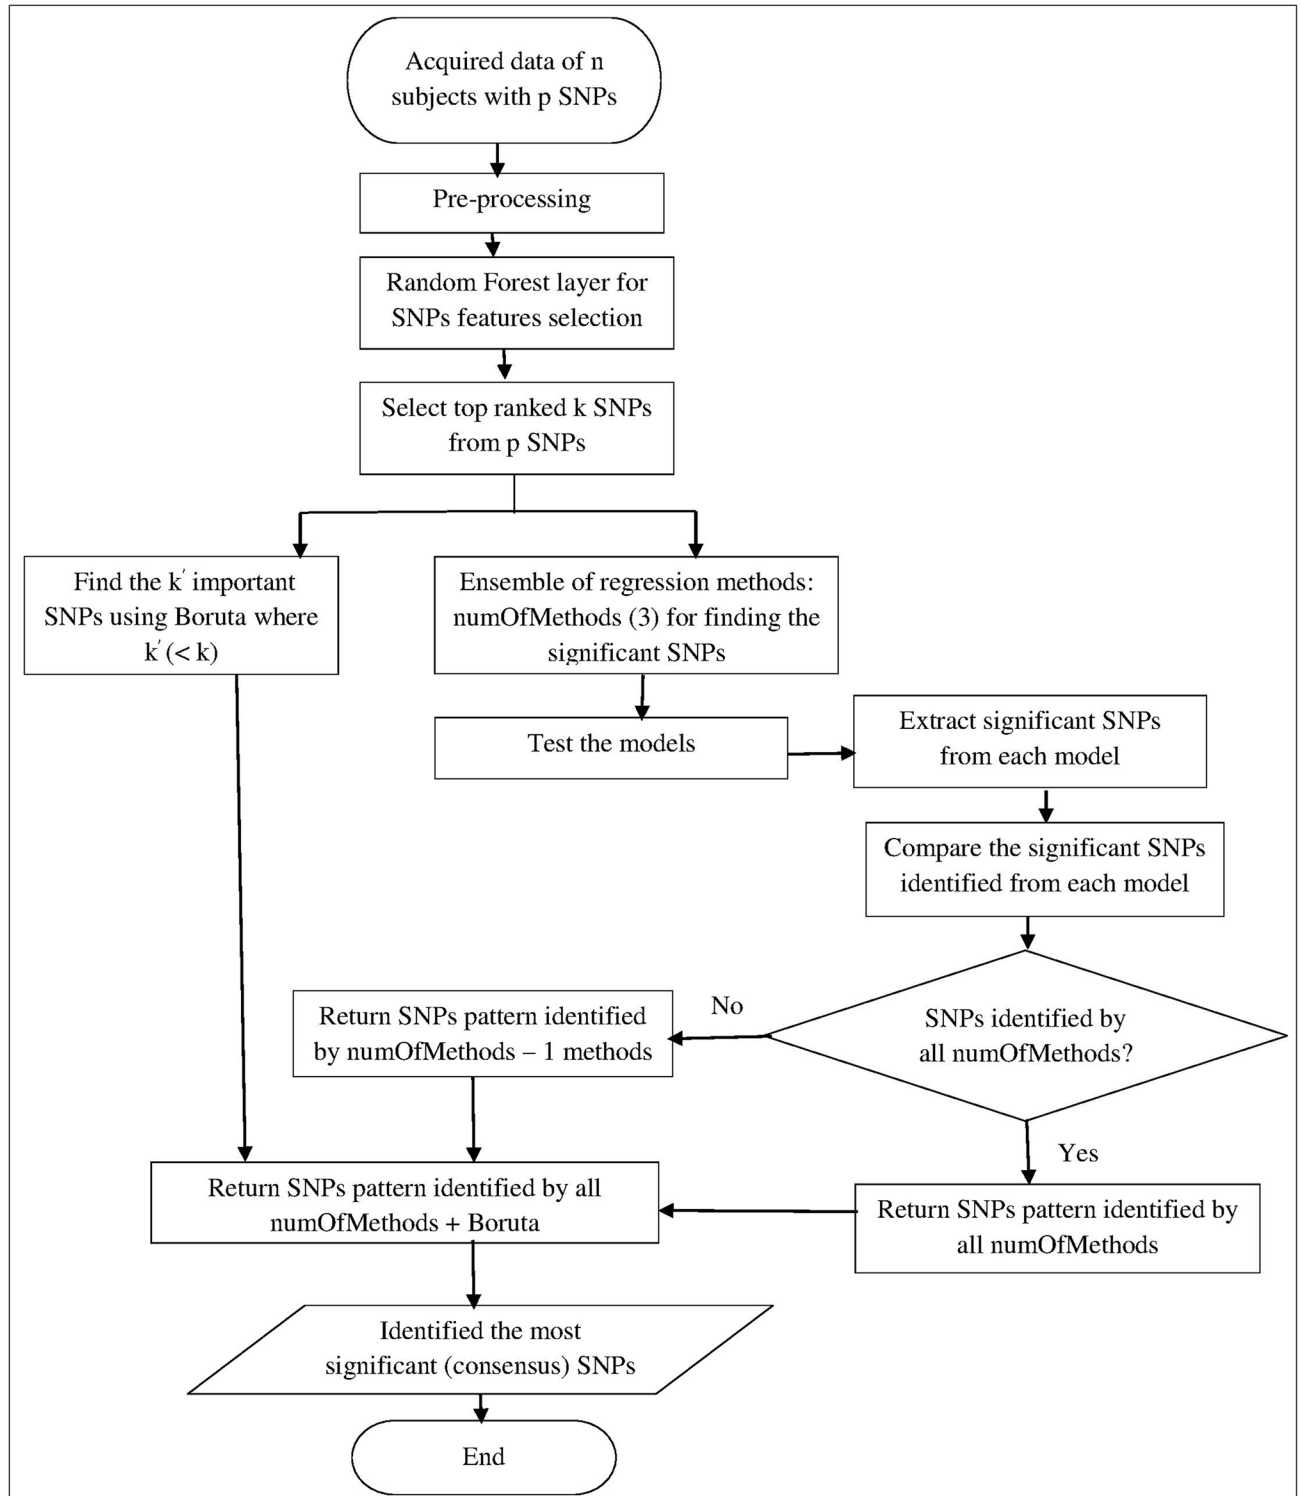 Acquired data of n
subjects with p SNPs
Pre-processing
Random Forest layer for
SNPs features selection
Select top ranked k SNPs
from p SNPs
Find the k′ important
SNPs using Boruta where
k′ (< k)
Ensemble of regression methods:
numOfMethods (3) for finding the
significant SNPs
Test the models
Extract significant SNPs
from each model
Compare the significant SNPs
identified from each model
SNPs identified by
all numOfMethods?
No
Return SNPs pattern identified
by numOfMethods – 1 methods
Yes
Return SNPs pattern identified by
all numOfMethods
Return SNPs pattern identified by all
numOfMethods + Boruta
Identified the most
significant (consensus) SNPs
End